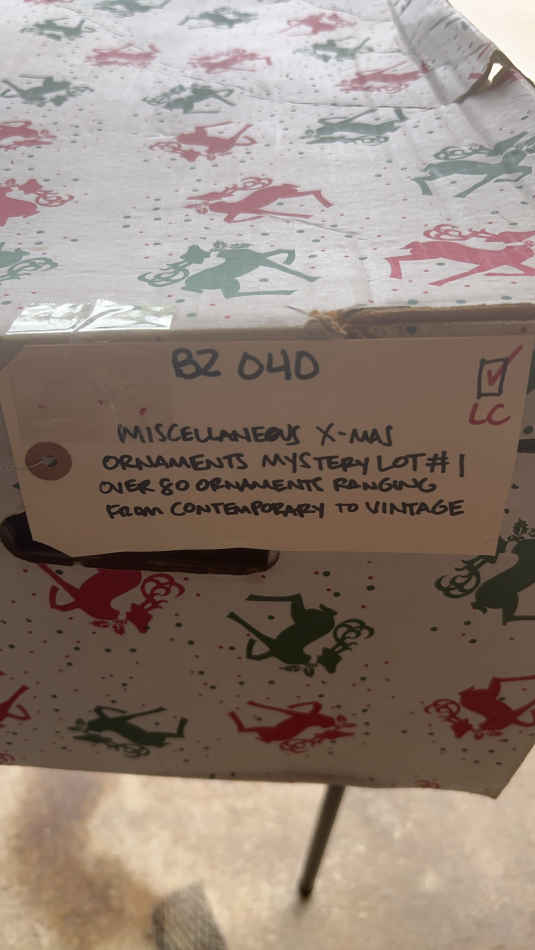 BZ 040
LC
MISCELLANEOUS X-MAS
ORNAMENTS MYSTERY LOT #1
OVER 80 ORNAMENTS RANGING
FROM CONTEMPORARY TO VINTAGE